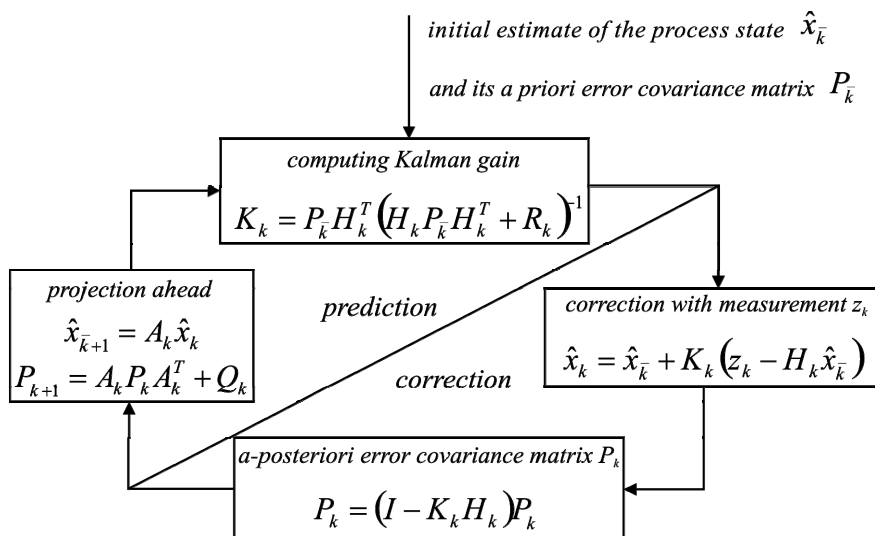 initial estimate of the process state x̂_k̄
and its a priori error covariance matrix P_k̄
computing Kalman gain
K_k = P_k̄ H_k^T (H_k P_k̄ H_k^T + R_k)^-1
projection ahead
x̂_k̄+1 = A_k x̂_k
P_k+1 = A_k P_k A_k^T + Q_k
prediction
correction
correction with measurement z_k
x̂_k = x̂_k̄ + K_k (z_k − H_k x̂_k̄)
a-posteriori error covariance matrix P_k
P_k = (I − K_k H_k) P_k